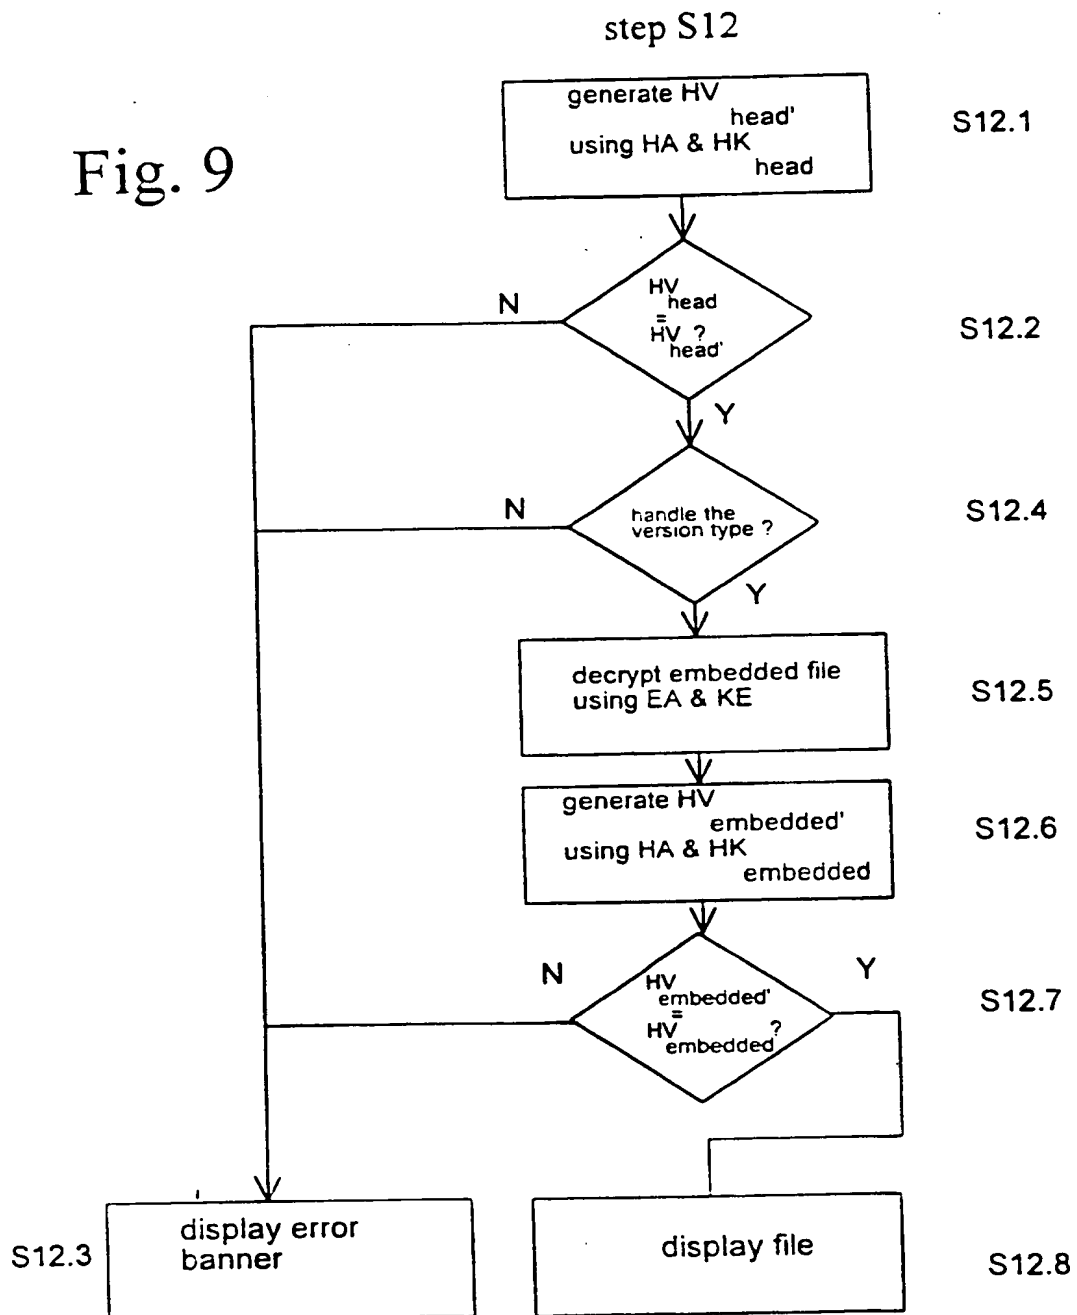 step S12
Fig. 9
generate HV
head'
using HA & HK
head
S12.1
HV
head
=
HV ?
head'
N
Y
S12.2
handle the
version type ?
N
Y
S12.4
decrypt embedded file
using EA & KE
S12.5
generate HV
embedded'
using HA & HK
embedded
S12.6
N
Y
HV
embedded'
=
HV ?
embedded
S12.7
S12.3
display error
banner
display file
S12.8